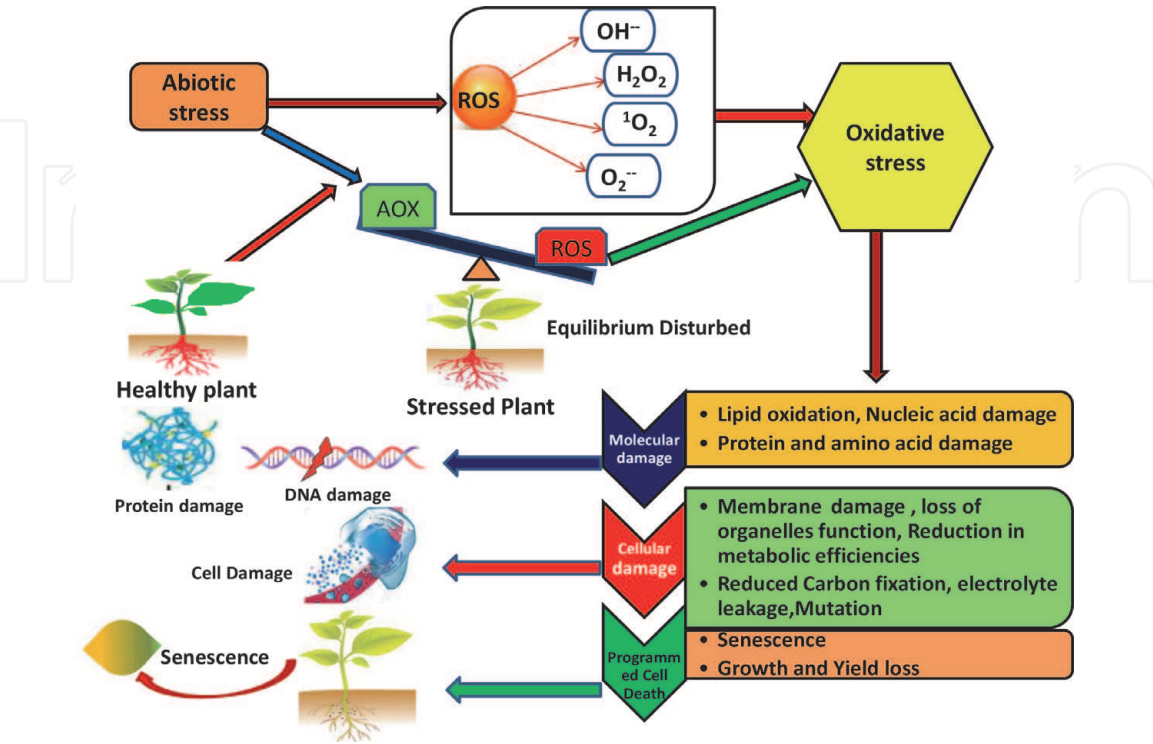 Abiotic
stress
ROS
OH⁻⁻
H₂O₂
¹O₂
O₂⁻⁻
Oxidative
stress
AOX
ROS
Equilibrium Disturbed
Healthy plant
Stressed Plant
Molecular
damage
• Lipid oxidation, Nucleic acid damage
• Protein and amino acid damage
Protein damage
DNA damage
Cellular
damage
• Membrane damage , loss of
organelles function, Reduction in
metabolic efficiencies
• Reduced Carbon fixation, electrolyte
leakage,Mutation
Cell Damage
Programm
ed Cell
Death
• Senescence
• Growth and Yield loss
Senescence